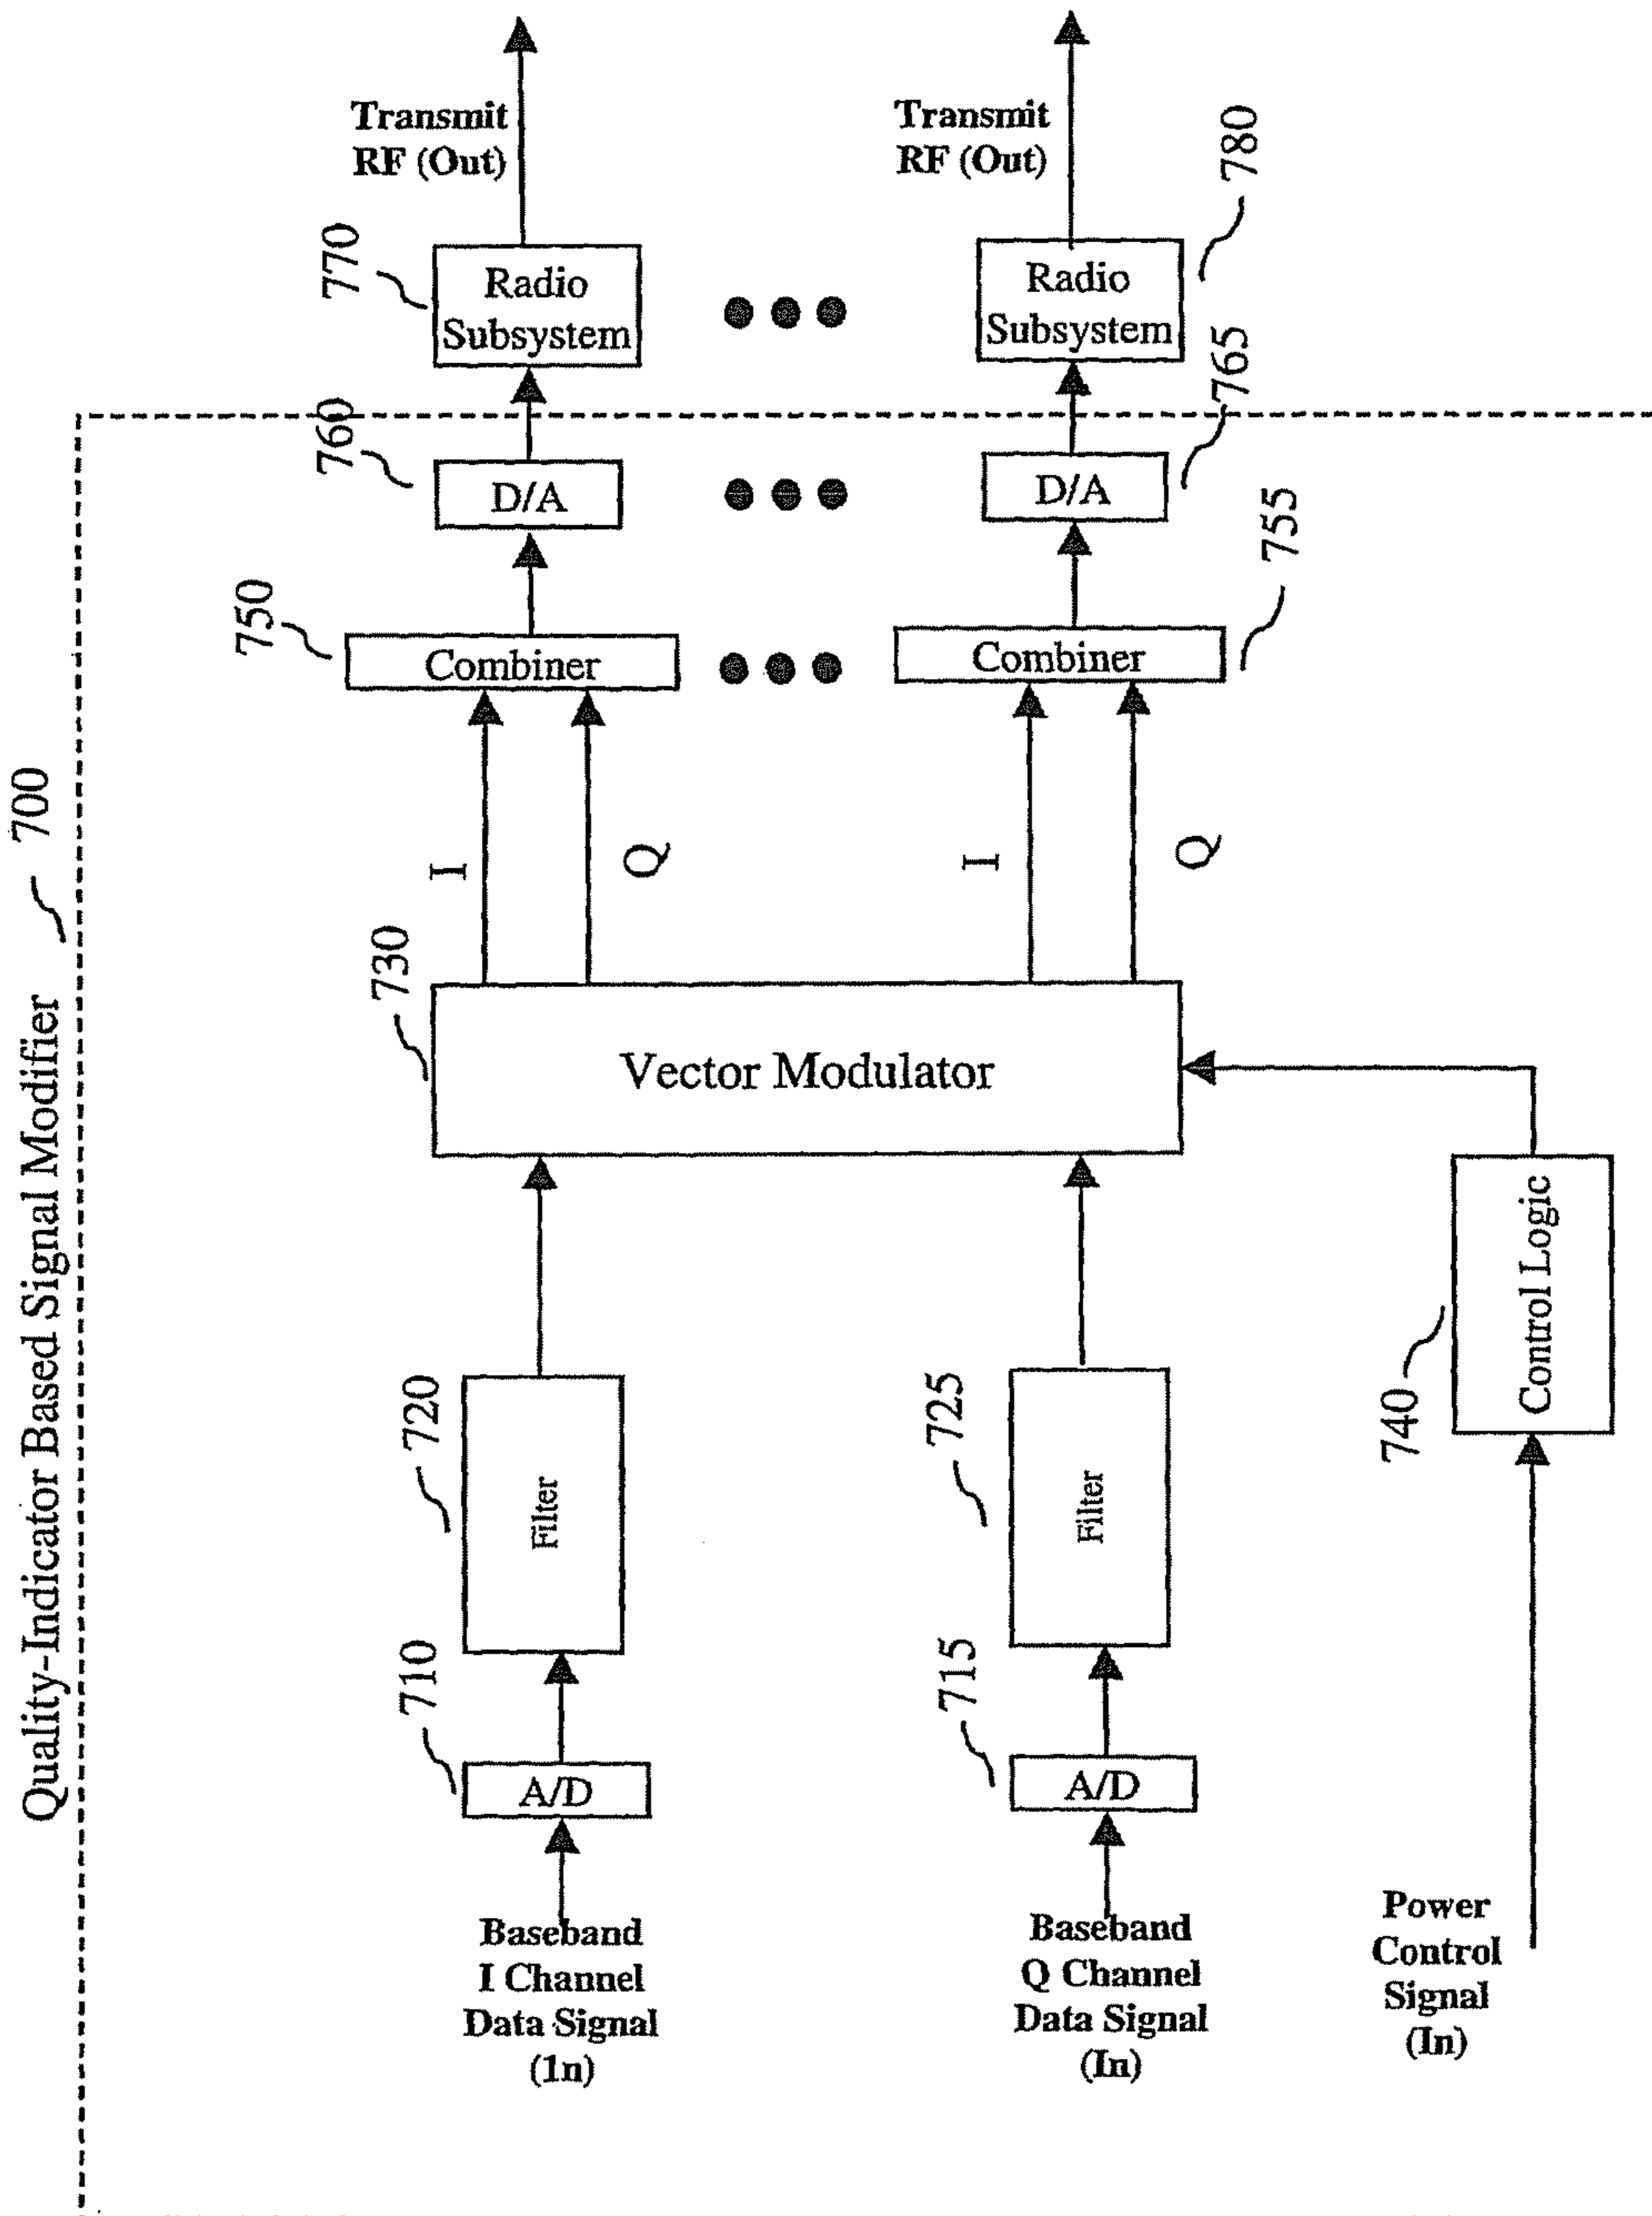 Quality-Indicator Based Signal Modifier
700
Transmit
RF (Out)
Transmit
RF (Out)
770
Radio
Subsystem
Radio
Subsystem
780
760
D/A
D/A
765
750
Combiner
Combiner
755
I
Q
I
Q
730
Vector Modulator
720
Filter
725
Filter
740
Control Logic
710
A/D
715
A/D
Baseband
I Channel
Data Signal
(1n)
Baseband
Q Channel
Data Signal
(In)
Power
Control
Signal
(In)